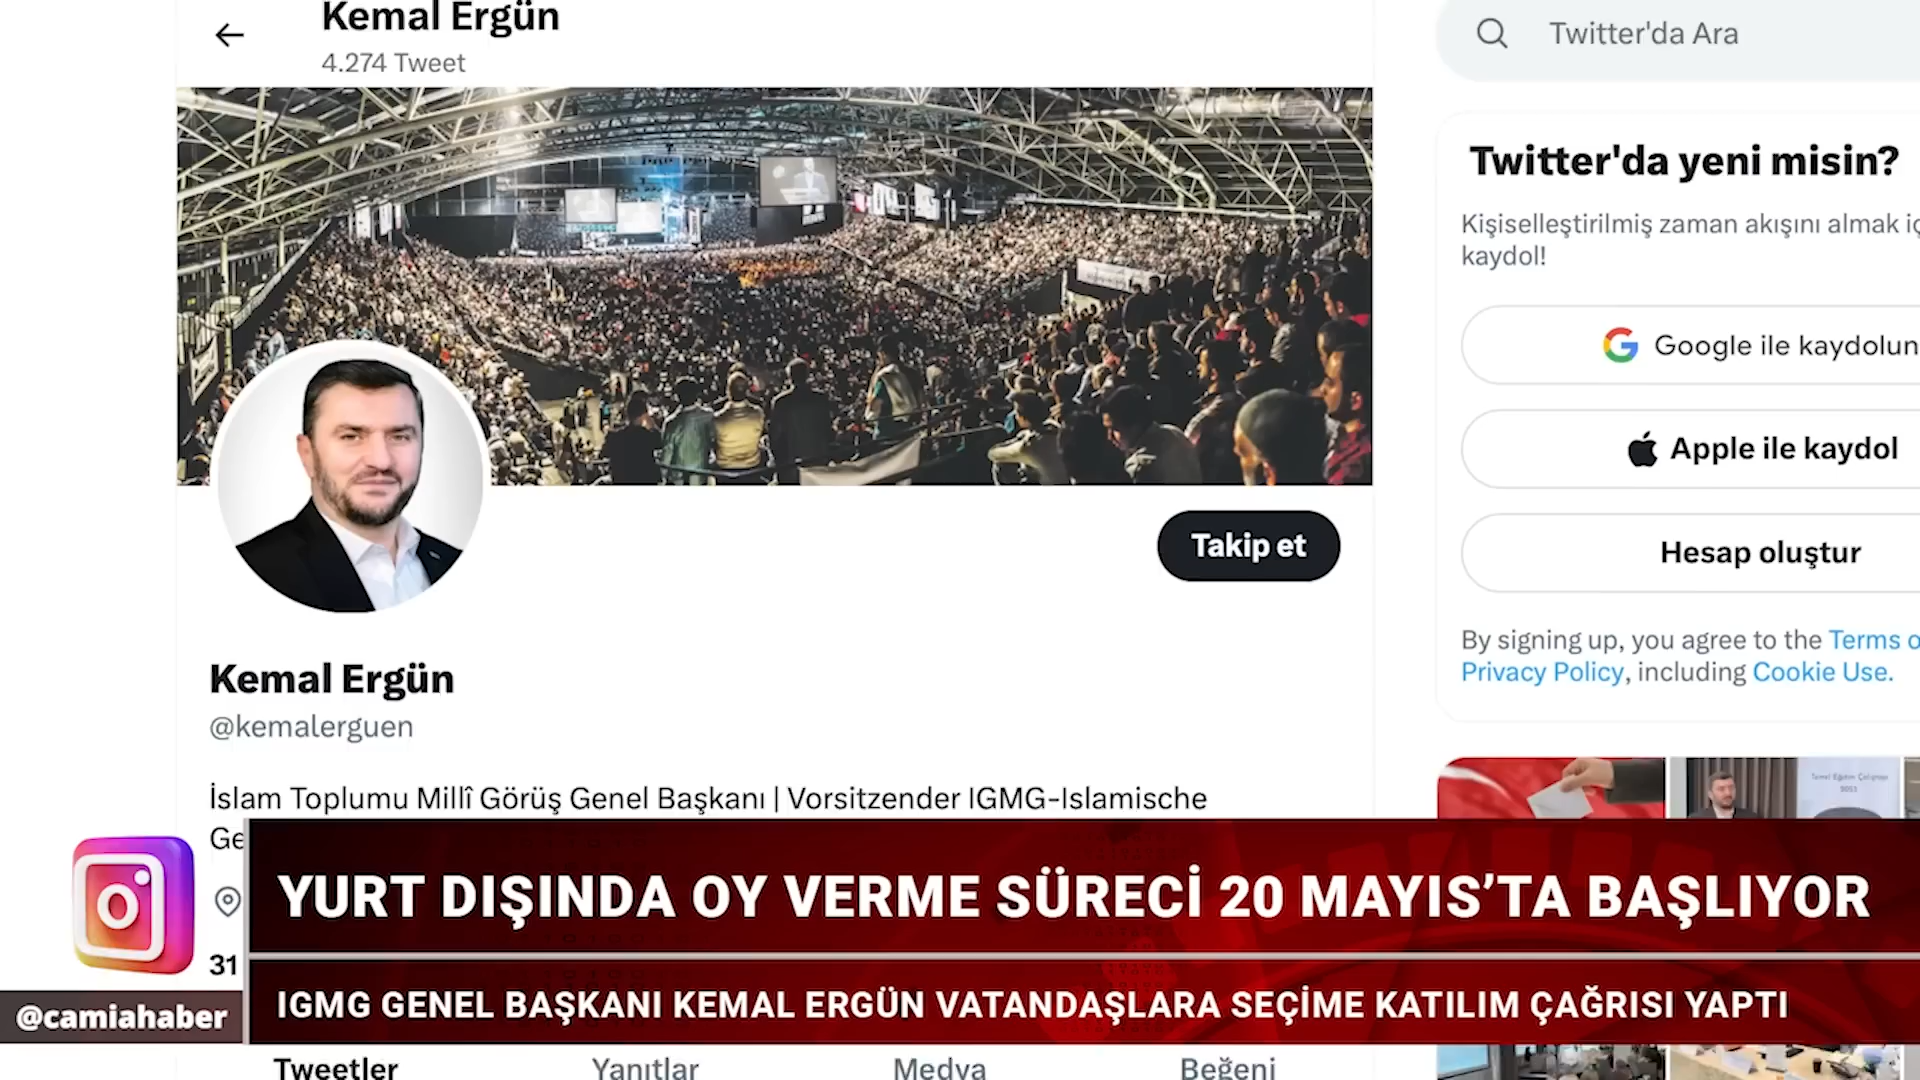 Kemal Ergün
4.274 Tweet
Twitter'da Ara
Twitter'da yeni misin?
Kişiselleştirilmiş zaman akışını almak iç
kaydol!
Google ile kaydolun
Apple ile kaydol
Hesap oluştur
By signing up, you agree to the Terms o
Privacy Policy, including Cookie Use.
Takip et
Kemal Ergün
@kemalerguen
İslam Toplumu Millî Görüş Genel Başkanı | Vorsitzender IGMG-Islamische
Ge
31
YURT DIŞINDA OY VERME SÜRECİ 20 MAYIS’TA BAŞLIYOR
IGMG GENEL BAŞKANI KEMAL ERGÜN VATANDAŞLARA SEÇİME KATILIM ÇAĞRISI YAPTI
@camiahaber
Tweetler Yanıtlar Medya Beğeni